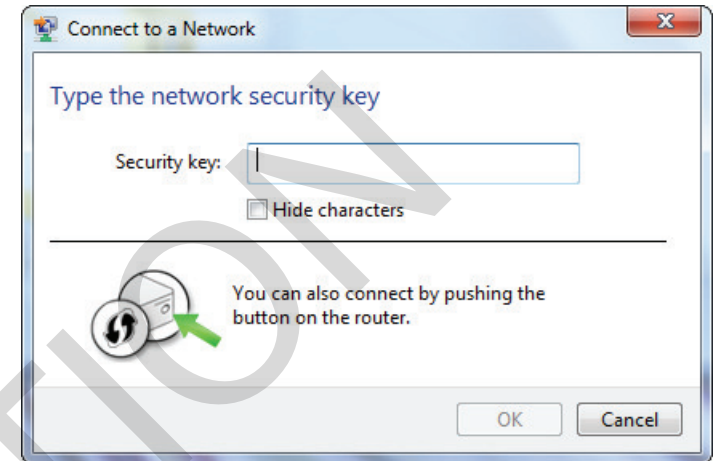 Connect to a Network
Type the network security key
Security key:
Hide characters
You can also connect by pushing the
button on the router.
OK
Cancel
TION